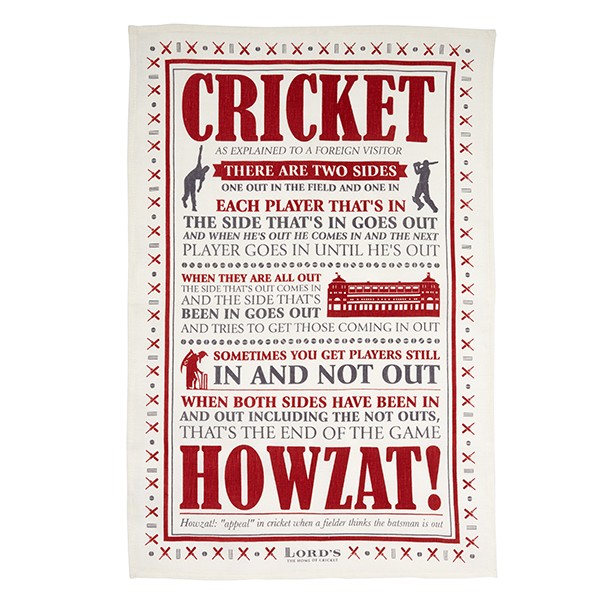 CRICKET
AS EXPLAINED TO A FOREIGN VISITOR
THERE ARE TWO SIDES
ONE OUT IN THE FIELD AND ONE IN
EACH PLAYER THAT'S IN
THE SIDE THAT'S IN GOES OUT
AND WHEN HE'S OUT HE COMES IN AND THE NEXT
PLAYER GOES IN UNTIL HE'S OUT
WHEN THEY ARE ALL OUT
THE SIDE THAT'S OUT COMES IN
AND THE SIDE THAT'S
BEEN IN GOES OUT
AND TRIES TO GET THOSE COMING IN OUT
SOMETIMES YOU GET PLAYERS STILL
IN AND NOT OUT
WHEN BOTH SIDES HAVE BEEN IN
AND OUT INCLUDING THE NOT OUTS,
THAT'S THE END OF THE GAME
HOWZAT!
Howzat!: "appeal" in cricket when a fielder thinks the batsman is out
LORD'S
THE HOME OF CRICKET